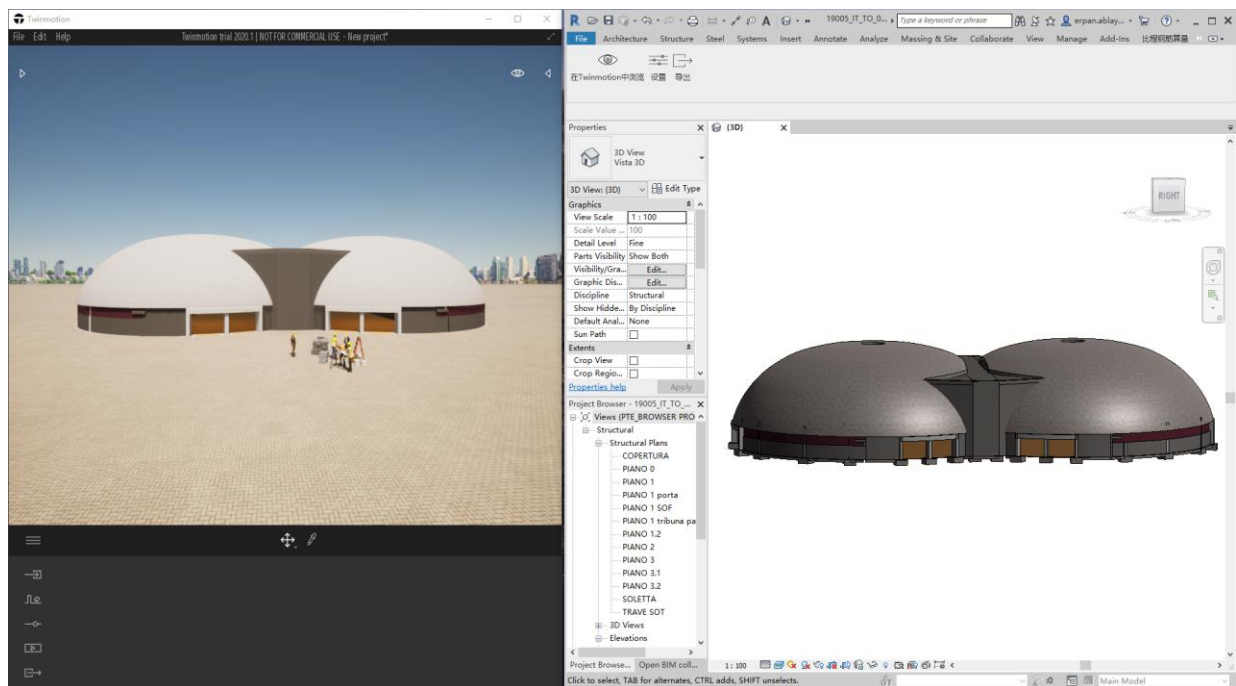 Twinmotion
File Edit Help
Twinmotion trial 2020.1 | NOT FOR COMMERCIAL USE - New project*
19005_IT_TO_0...
Type a keyword or phrase
erpan.ablay...
File Architecture Structure Steel Systems Insert Annotate Analyze Massing & Site Collaborate View Manage Add-Ins 比程钢筋算量
在Twinmotion中浏览 设置 导出
Properties
{3D}
3D View
Vista 3D
3D View: {3D} Edit Type
Graphics
View Scale 1 : 100
Scale Value ... 100
Detail Level Fine
Parts Visibility Show Both
Visibility/Gra... Edit...
Graphic Dis... Edit...
Discipline Structural
Show Hidde... By Discipline
Default Anal... None
Sun Path
Extents
Crop View
Crop Regio...
Properties help Apply
RIGHT
Project Browser - 19005_IT_TO_...
Views (PTE_BROWSER PRO
Structural
Structural Plans
COPERTURA
PIANO 0
PIANO 1
PIANO 1 porta
PIANO 1 SOF
PIANO 1 tribuna pa
PIANO 1.2
PIANO 2
PIANO 3
PIANO 3.1
PIANO 3.2
SOLETTA
TRAVE SOT
3D Views
Elevations
Project Browse... Open BIM coll...
1 : 100
Click to select, TAB for alternates, CTRL adds, SHIFT unselects.
:0
Main Model